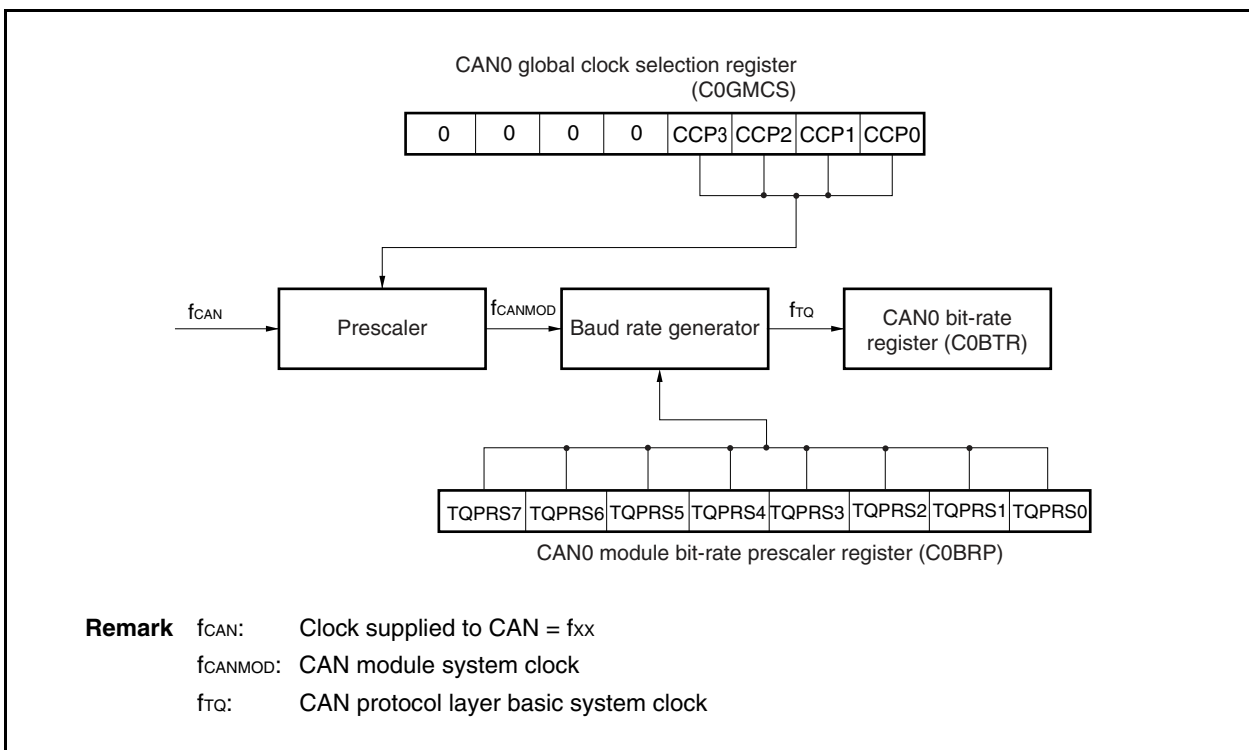 CAN0 global clock selection register
(C0GMCS)
0 0 0 0 CCP3 CCP2 CCP1 CCP0
fCAN
Prescaler
fCANMOD
Baud rate generator
fTQ
CAN0 bit-rate
register (C0BTR)
TQPRS7 TQPRS6 TQPRS5 TQPRS4 TQPRS3 TQPRS2 TQPRS1 TQPRS0
CAN0 module bit-rate prescaler register (C0BRP)
Remark fCAN: Clock supplied to CAN = fXX
fCANMOD: CAN module system clock
fTQ: CAN protocol layer basic system clock